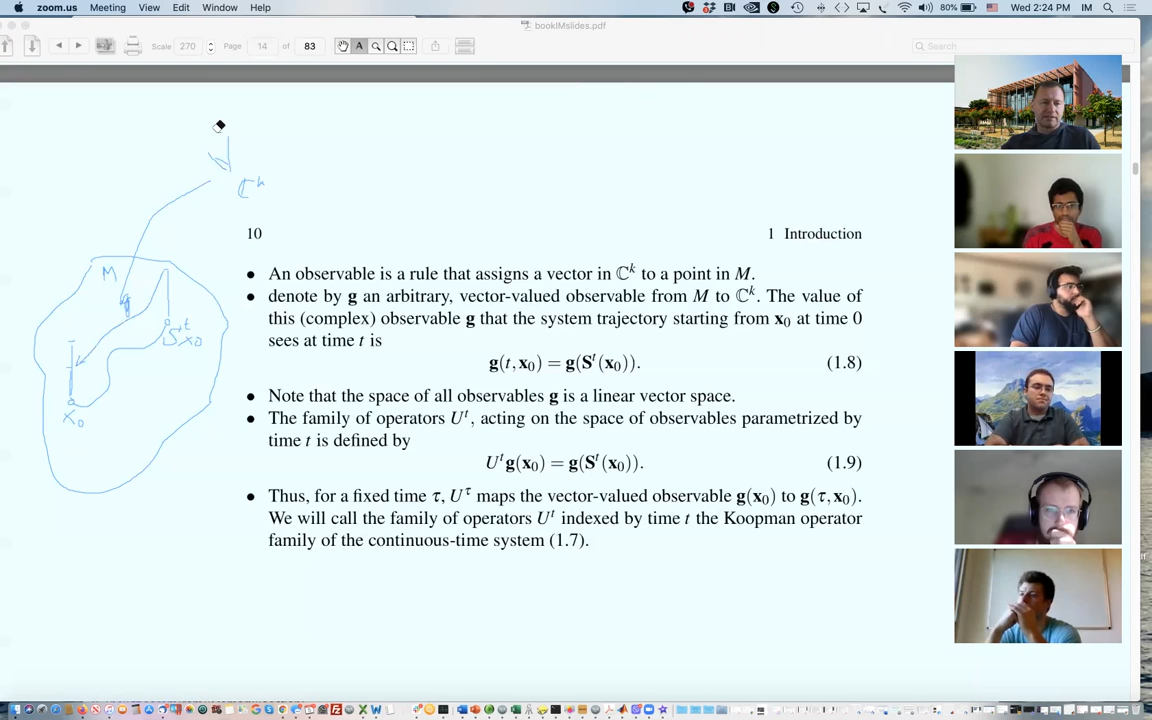 zoom.us Meeting View Edit Window Help 80% Wed 2:24 PM IM
bookIMslides.pdf
Scale 270 Page 14 of 83 A Search
ℂᵏ
10 1 Introduction
M
• An observable is a rule that assigns a vector in ℂᵏ to a point in M.
• denote by g an arbitrary, vector-valued observable from M to ℂᵏ. The value of
this (complex) observable g that the system trajectory starting from x₀ at time 0
sees at time t is
Sᵗx₀
g(t,x₀) = g(Sᵗ(x₀)). (1.8)
• Note that the space of all observables g is a linear vector space.
x₀
• The family of operators Uᵗ, acting on the space of observables parametrized by
time t is defined by
Uᵗg(x₀) = g(Sᵗ(x₀)). (1.9)
• Thus, for a fixed time τ, U^τ maps the vector-valued observable g(x₀) to g(τ,x₀).
We will call the family of operators Uᵗ indexed by time t the Koopman operator
family of the continuous-time system (1.7).